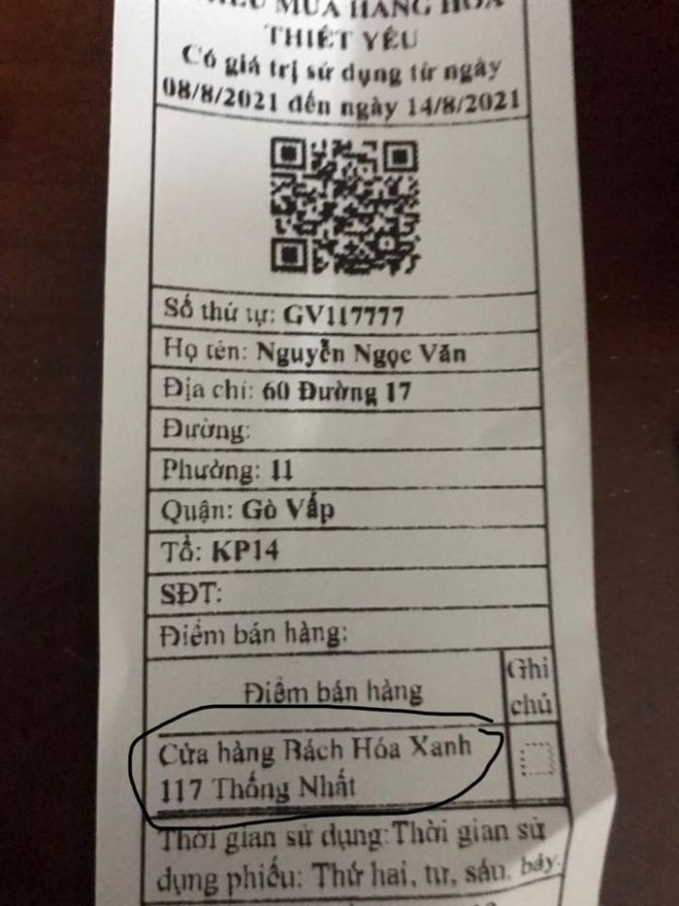 MUA HÀNG HÓA
THIẾT YẾU
Có giá trị sử dụng từ ngày
08/8/2021 đến ngày 14/8/2021
Số thứ tự: GV117777
Họ tên: Nguyễn Ngọc Văn
Địa chỉ: 60 Đường 17
Đường:
Phường: 11
Quận: Gò Vấp
Tổ: KP14
SĐT:
Điểm bán hàng:
Điểm bán hàng
Ghi
chú
Cửa hàng Bách Hóa Xanh
117 Thống Nhất
Thời gian sử dụng:Thời gian sử
dụng phiếu: Thứ hai, tư, sáu, bảy.